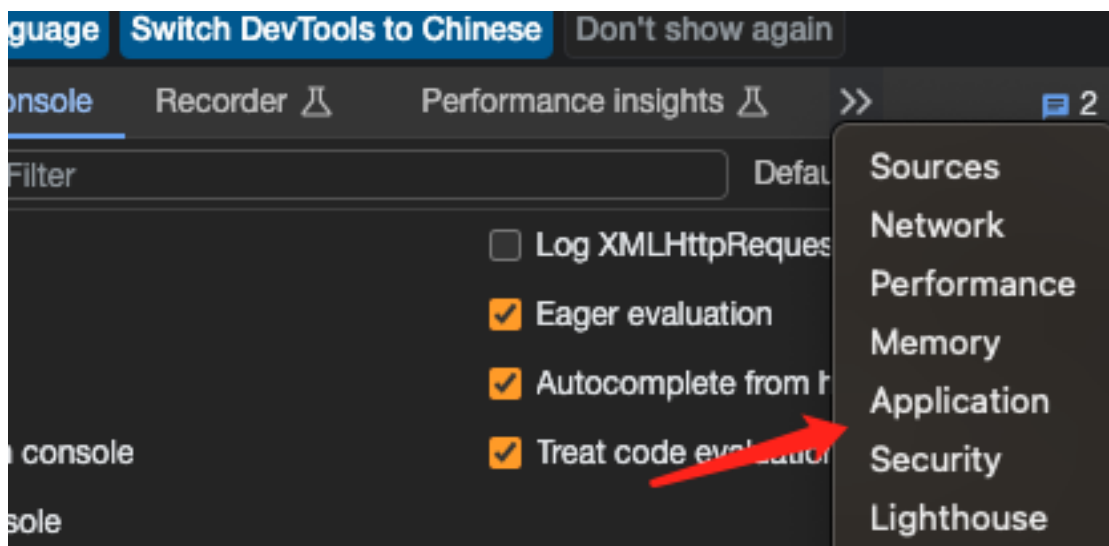 guage Switch DevTools to Chinese Don't show again
onsole Recorder Performance insights >> 2
Filter Defau
Sources
Network
Log XMLHttpReques
Performance
Eager evaluation
Memory
Autocomplete from h
Application
console Treat code evaluation
Security
sole
Lighthouse